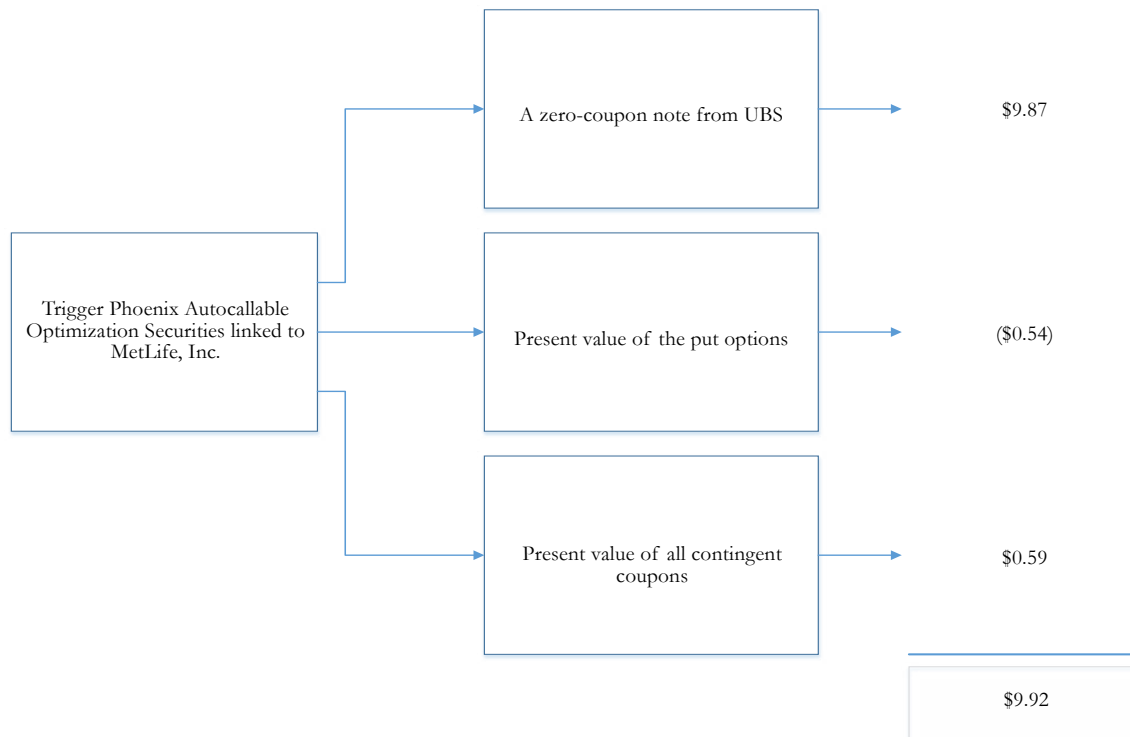 A zero-coupon note from UBS
$9.87
Trigger Phoenix Autocallable
Optimization Securities linked to
MetLife, Inc.
Present value of the put options
($0.54)
Present value of all contingent
coupons
$0.59
$9.92